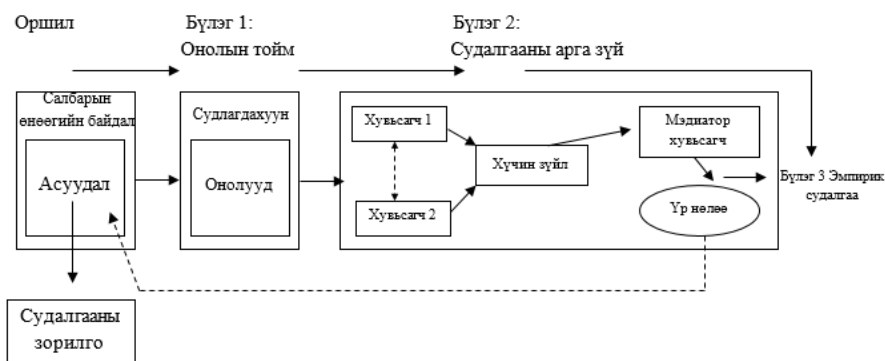 Оршил
Бүлэг 1:
Онолын тойм
Бүлэг 2:
Судалгааны арга зүй
Салбарын
өнөөгийн байдал
Асуудал
Судалгааны
зорилго
Судлагдахуун
Онолууд
Хувьсагч 1
Хувьсагч 2
Хүчин зүйл
Мэдиатор
хувьсагч
Үр нөлөө
Бүлэг 3 Эмпирик
судалгаа